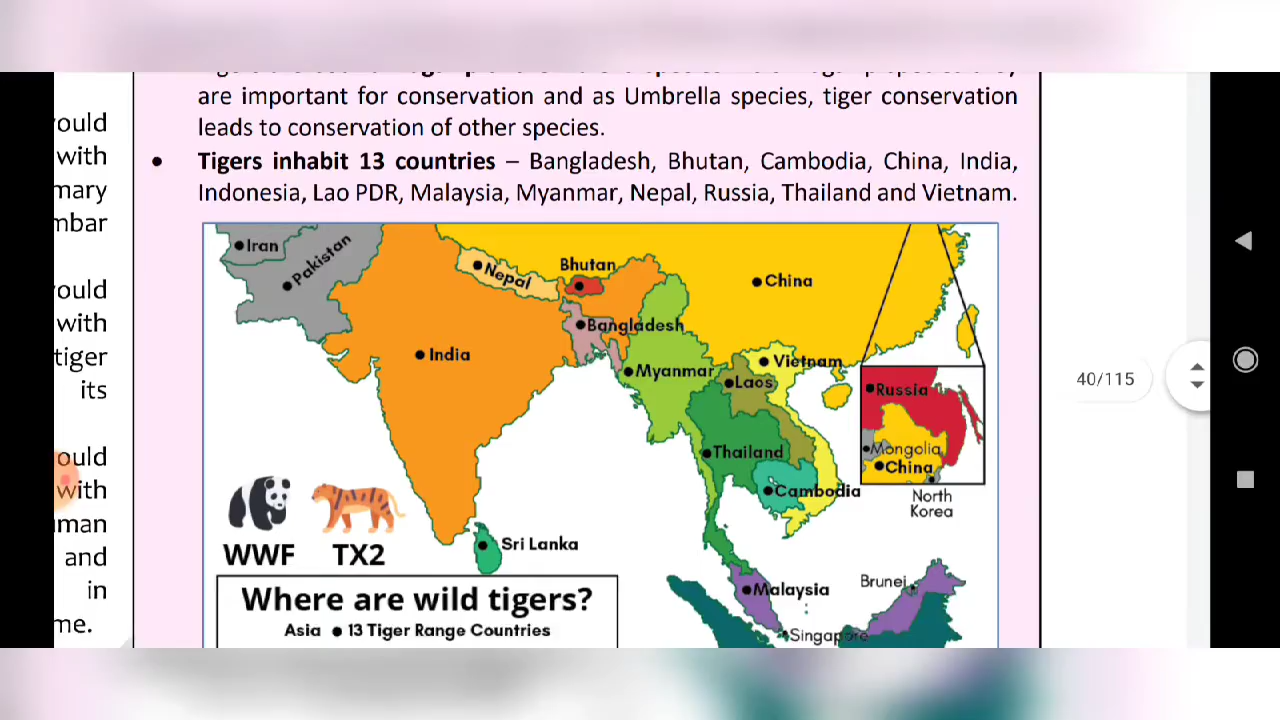 are important for conservation and as Umbrella species, tiger conservation
leads to conservation of other species.
• Tigers inhabit 13 countries – Bangladesh, Bhutan, Cambodia, China, India,
Indonesia, Lao PDR, Malaysia, Myanmar, Nepal, Russia, Thailand and Vietnam.
ould
with
mary
mbar
ould
with
tiger
its
ould
with
man
and
in
me.
Iran
Pakistan
Nepal
Bhutan
China
Bangladesh
India
Vietnam
Myanmar
Laos
Russia
Mongolia
China
Thailand
Cambodia
North
Korea
WWF TX2
Sri Lanka
Malaysia
Brunei
Singapore
Where are wild tigers?
Asia ● 13 Tiger Range Countries
40/115